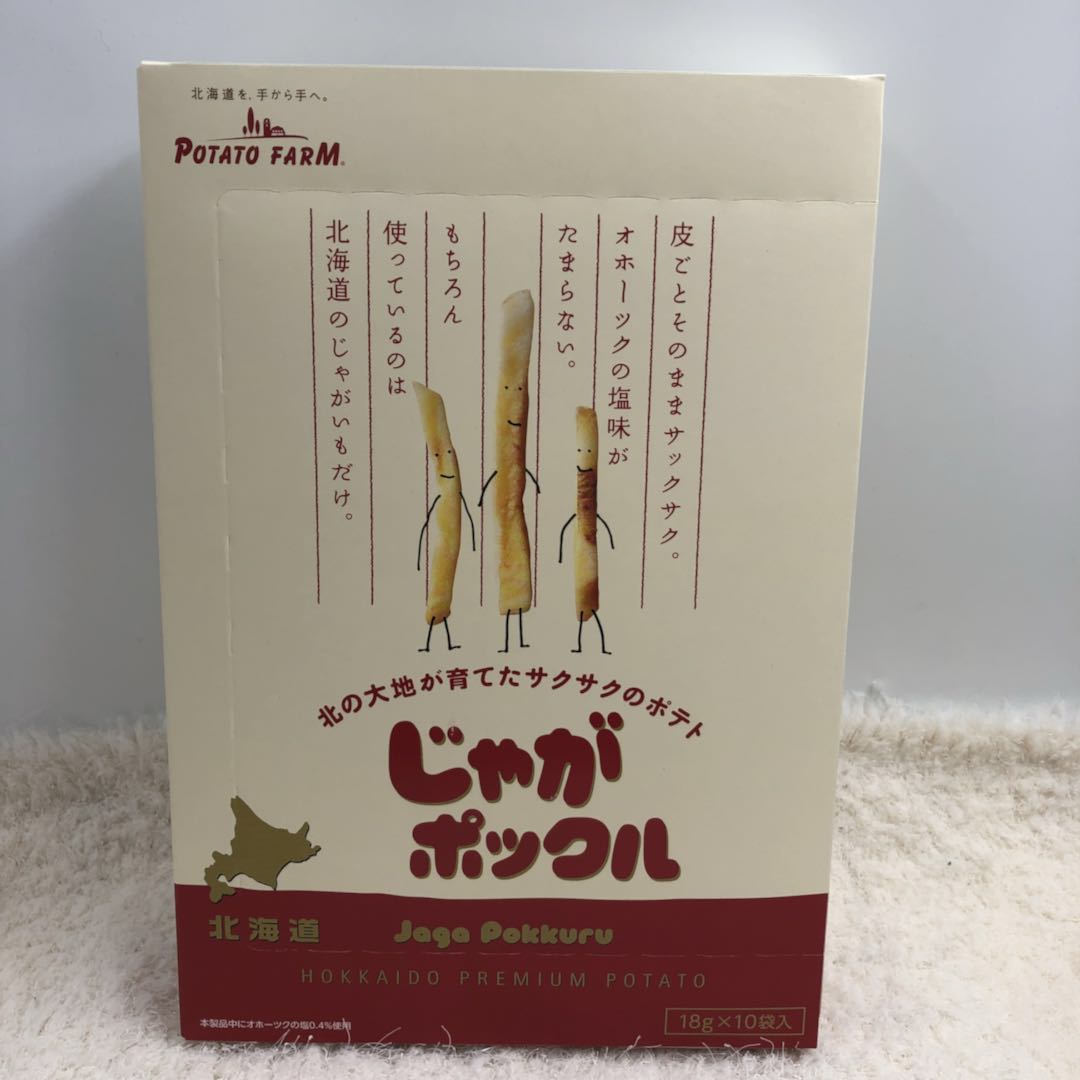 北海道を、手から手へ。
POTATO FARM
皮ごとそのままサックサク。
オホーツクの塩味が
たまらない。
もちろん
使っているのは
北海道のじゃがいもだけ。
北の大地が育てたサクサクのポテト
じゃが
ポックル
北海道
Jaga Pokkuru
HOKKAIDO PREMIUM POTATO
本製品中にオホーツクの塩0.4%使用
18g×10袋入